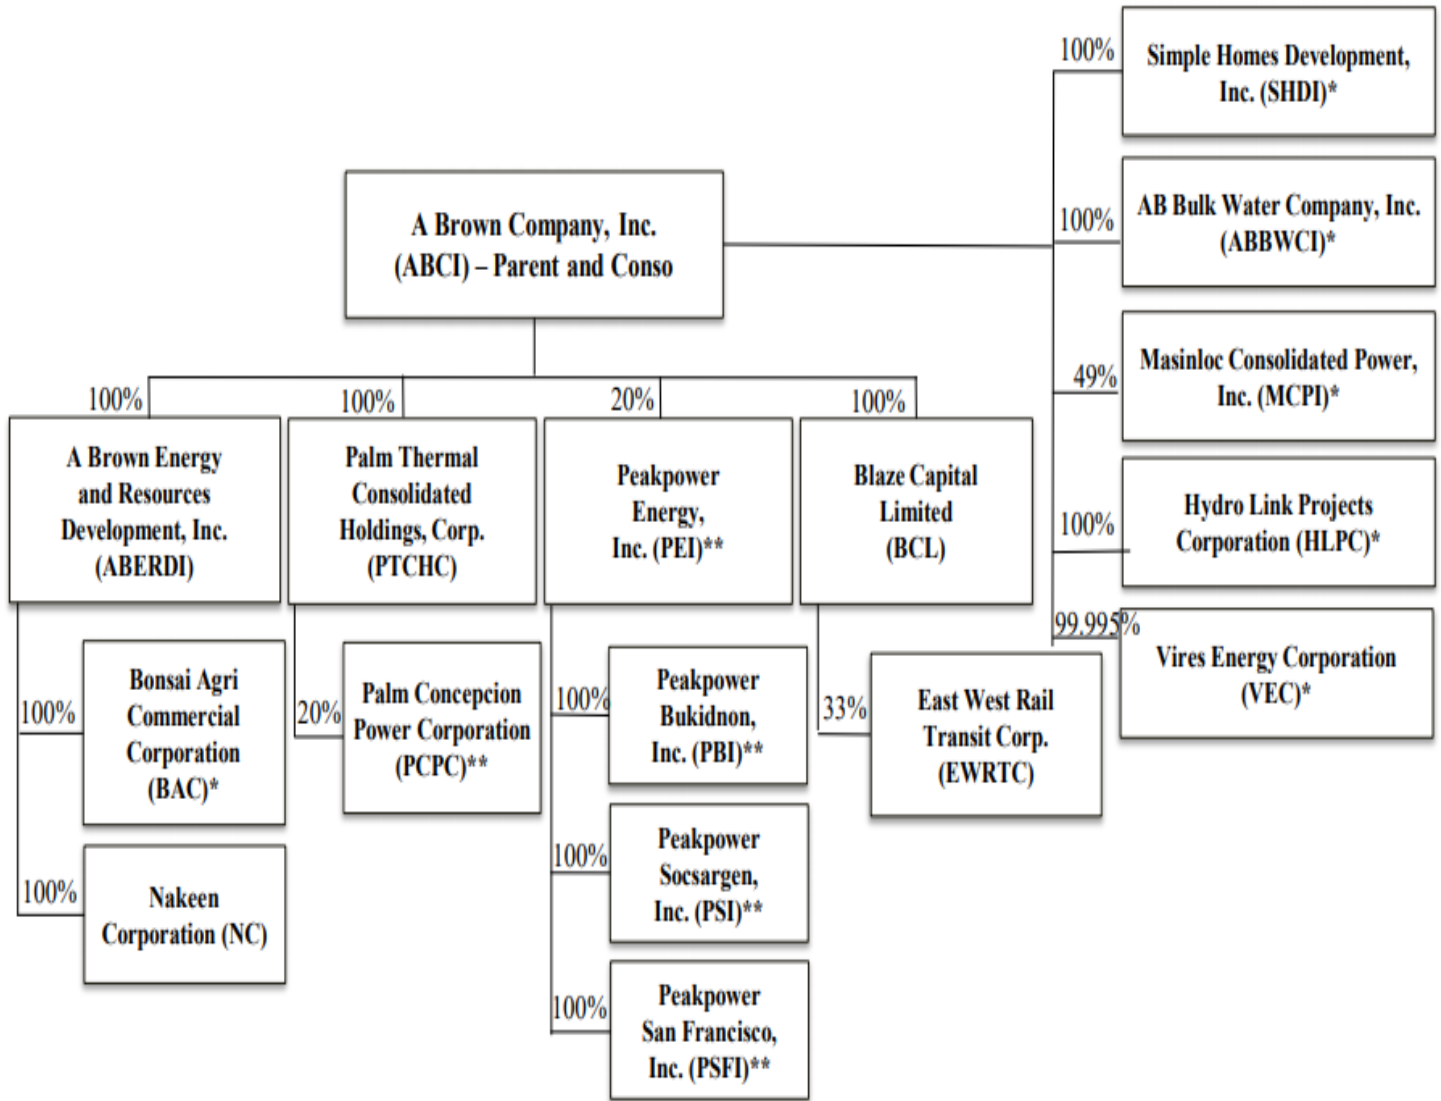 100%
Simple Homes Development,
Inc. (SHDI)*
A Brown Company, Inc.
(ABCI) – Parent and Conso
100%
AB Bulk Water Company, Inc.
(ABBWCI)*
49%
Masinloc Consolidated Power,
Inc. (MCPI)*
100%
Hydro Link Projects
Corporation (HLPC)*
99.995%
Vires Energy Corporation
(VEC)*
100%
A Brown Energy
and Resources
Development, Inc.
(ABERDI)
100%
Palm Thermal
Consolidated
Holdings, Corp.
(PTCHC)
20%
Peakpower
Energy,
Inc. (PEI)**
100%
Blaze Capital
Limited
(BCL)
100%
Bonsai Agri
Commercial
Corporation
(BAC)*
100%
Nakeen
Corporation (NC)
20%
Palm Concepcion
Power Corporation
(PCPC)**
100%
Peakpower
Bukidnon,
Inc. (PBI)**
100%
Peakpower
Socsargen,
Inc. (PSI)**
100%
Peakpower
San Francisco,
Inc. (PSFI)**
33%
East West Rail
Transit Corp.
(EWRTC)